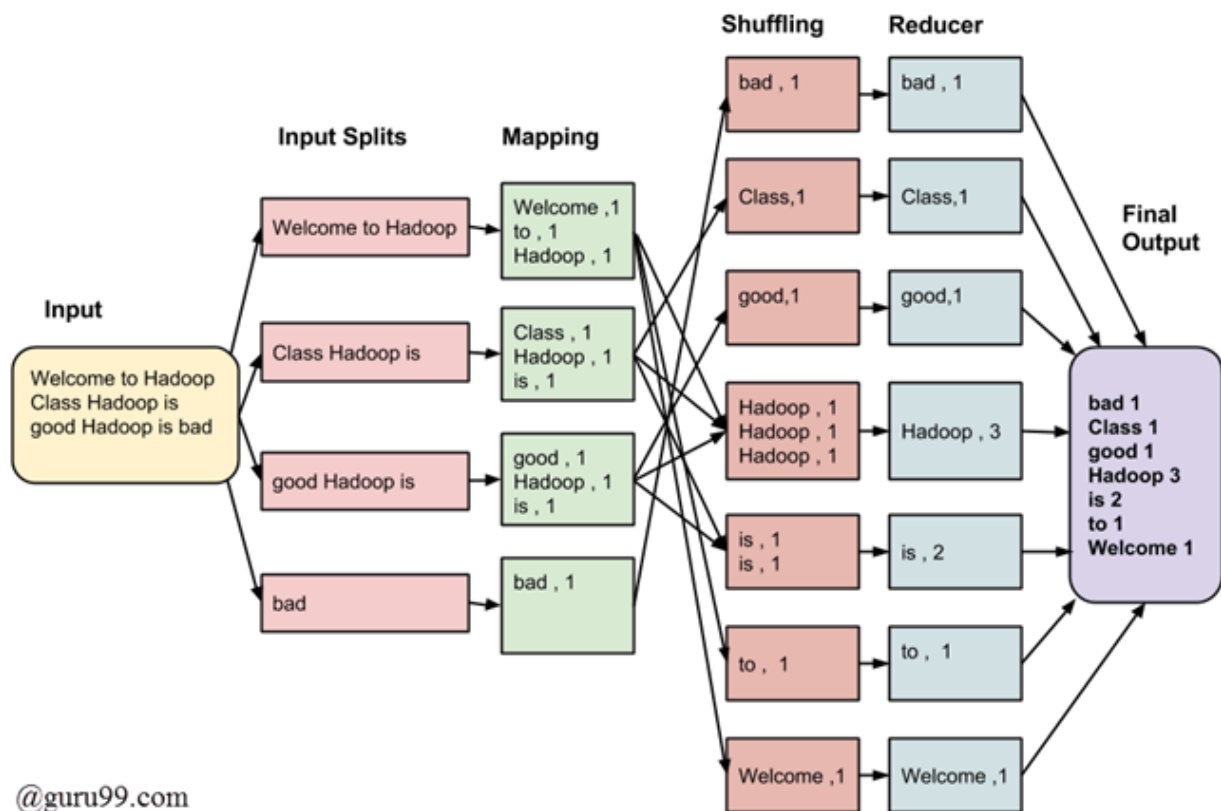 Input
Welcome to Hadoop
Class Hadoop is
good Hadoop is bad
Input Splits
Welcome to Hadoop
Class Hadoop is
good Hadoop is
bad
Mapping
Welcome ,1
to , 1
Hadoop , 1
Class , 1
Hadoop , 1
is , 1
good , 1
Hadoop , 1
is , 1
bad , 1
Shuffling
bad , 1
Class,1
good,1
Hadoop , 1
Hadoop , 1
Hadoop , 1
is , 1
is , 1
to , 1
Welcome ,1
Reducer
bad , 1
Class,1
good,1
Hadoop , 3
is , 2
to , 1
Welcome ,1
Final
Output
bad 1
Class 1
good 1
Hadoop 3
is 2
to 1
Welcome 1
@guru99.com